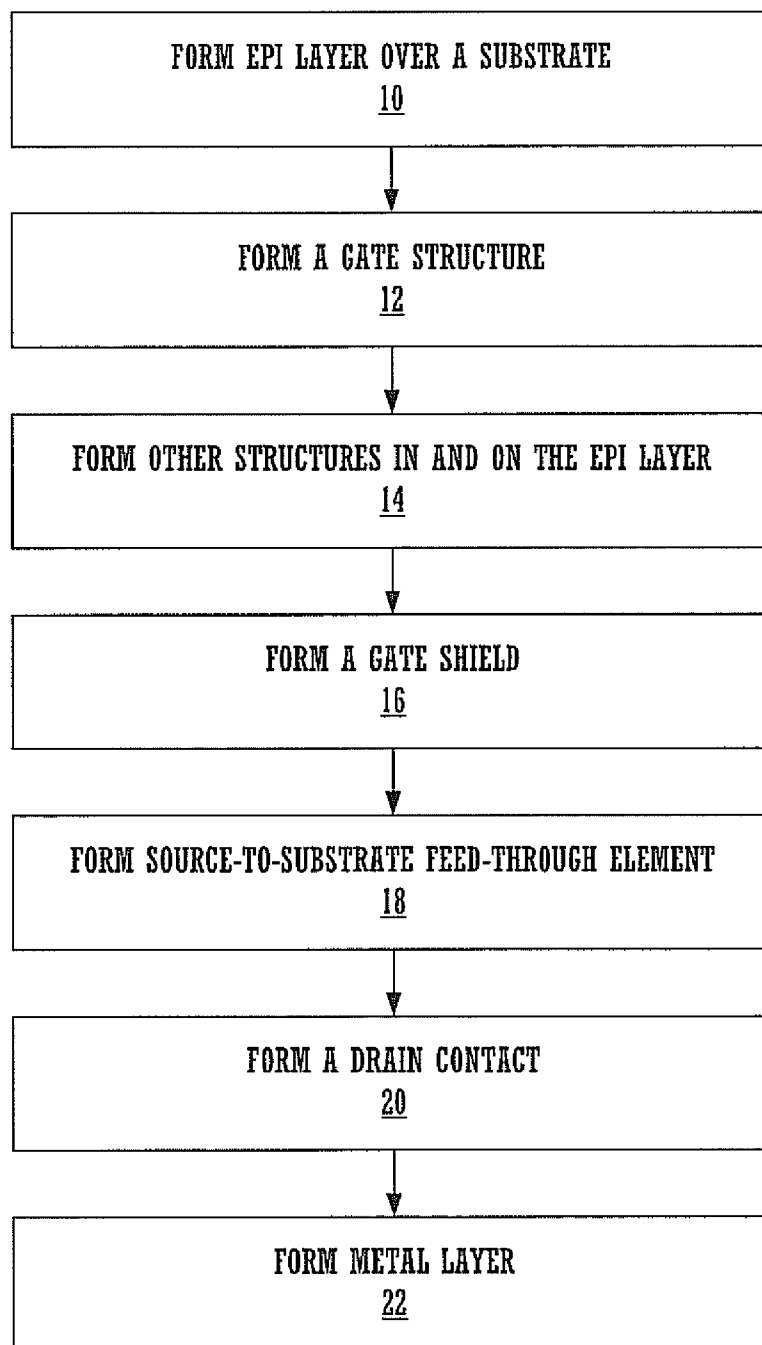 FORM EPI LAYER OVER A SUBSTRATE
10
FORM A GATE STRUCTURE
12
FORM OTHER STRUCTURES IN AND ON THE EPI LAYER
14
FORM A GATE SHIELD
16
FORM SOURCE-TO-SUBSTRATE FEED-THROUGH ELEMENT
18
FORM A DRAIN CONTACT
20
FORM METAL LAYER
22